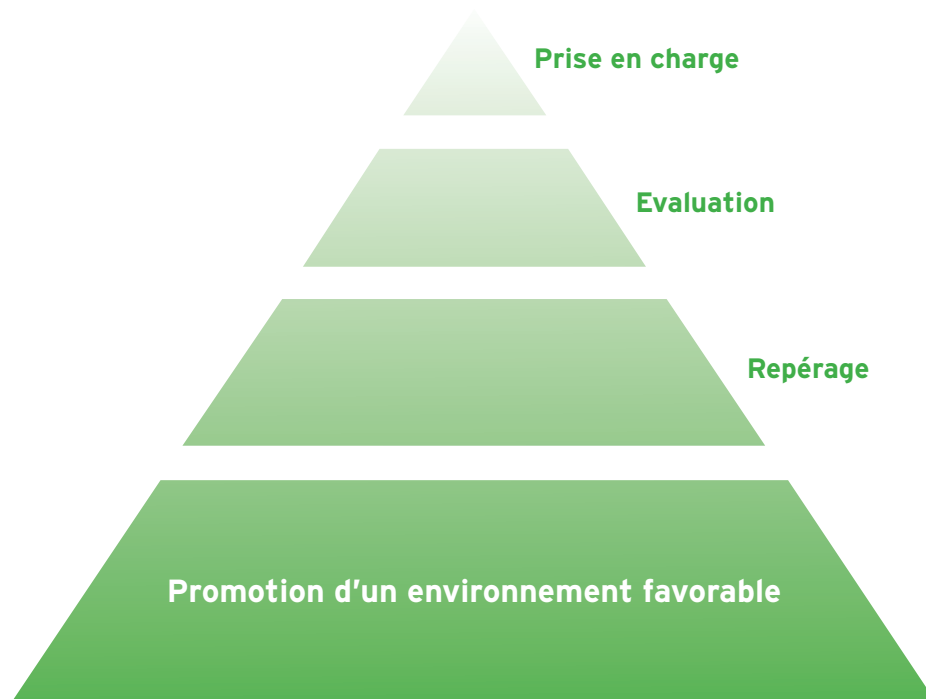 Prise en charge
Evaluation
Repérage
Promotion d'un environnement favorable